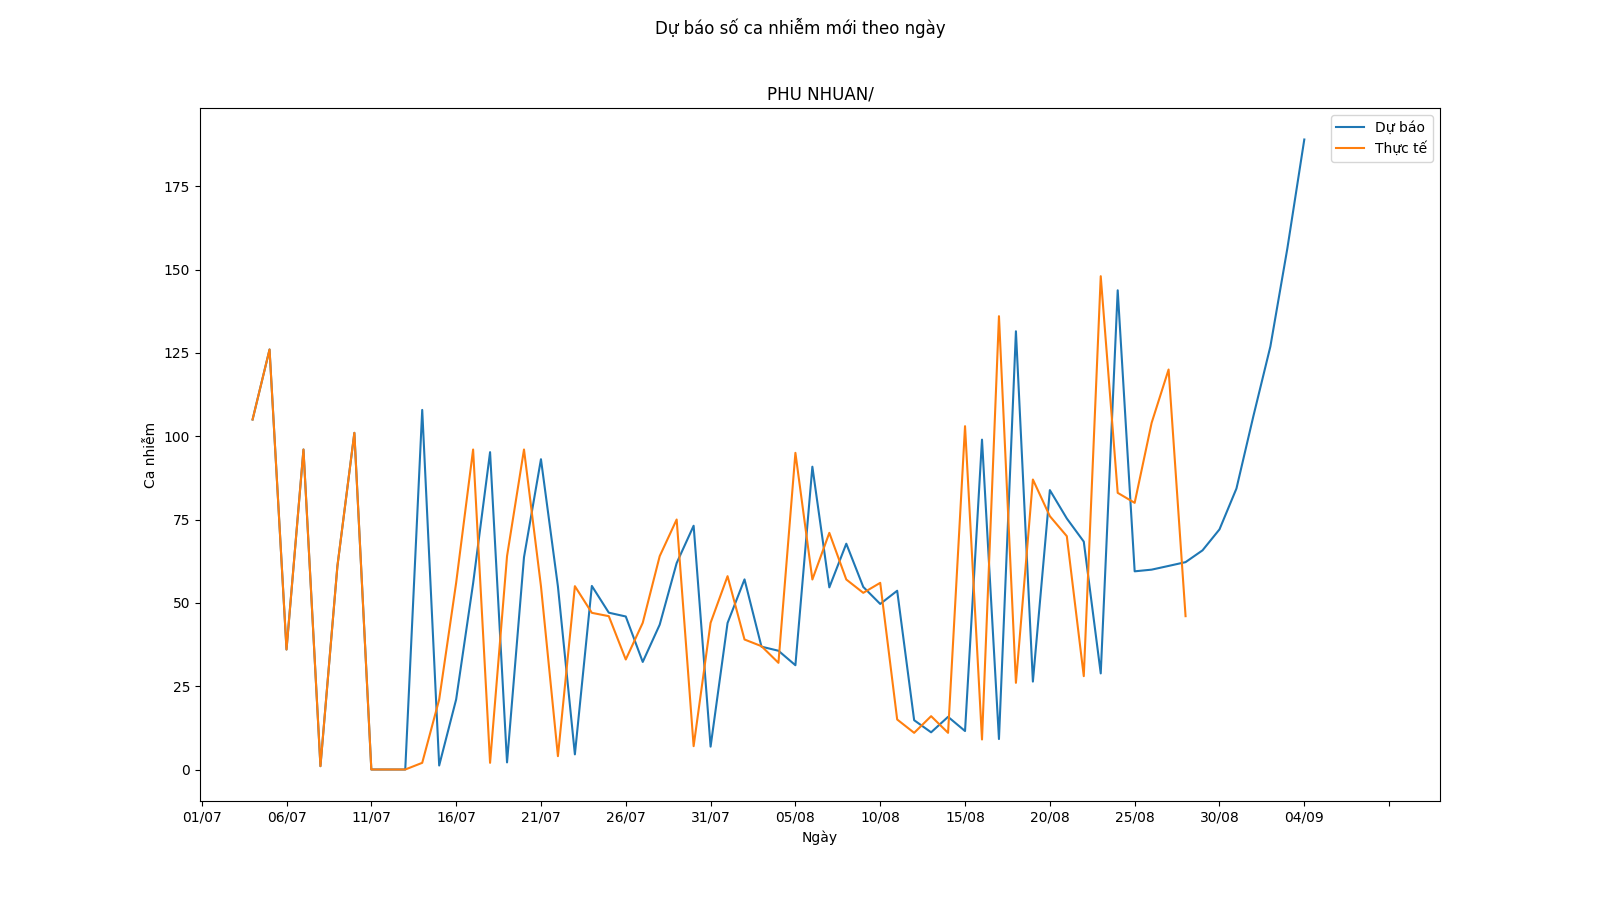 Dự báo số ca nhiễm mới theo ngày
PHU NHUAN/
Dự báo
Thực tế
Ca nhiễm
175
150
125
100
75
50
25
0
01/07 06/07 11/07 16/07 21/07 26/07 31/07 05/08 10/08 15/08 20/08 25/08 30/08 04/09
Ngày